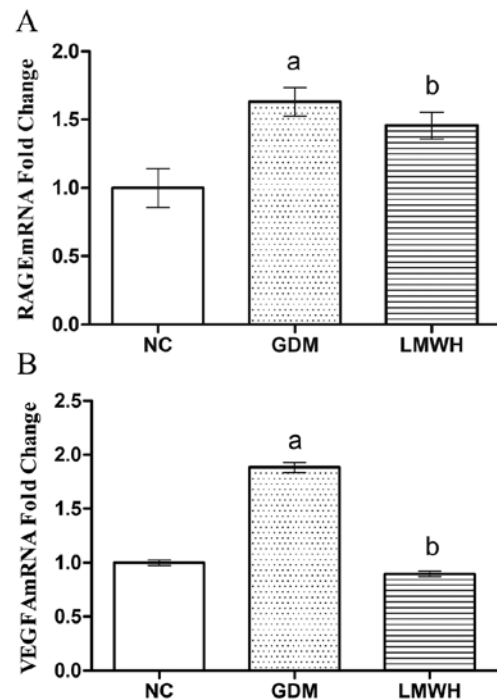 A
RAGEmRNA Fold Change
2.0
1.5
1.0
0.5
0.0
a
b
NC
GDM
LMWH
B
VEGFAmRNA Fold Change
2.5
2.0
1.5
1.0
0.5
0.0
a
b
NC
GDM
LMWH